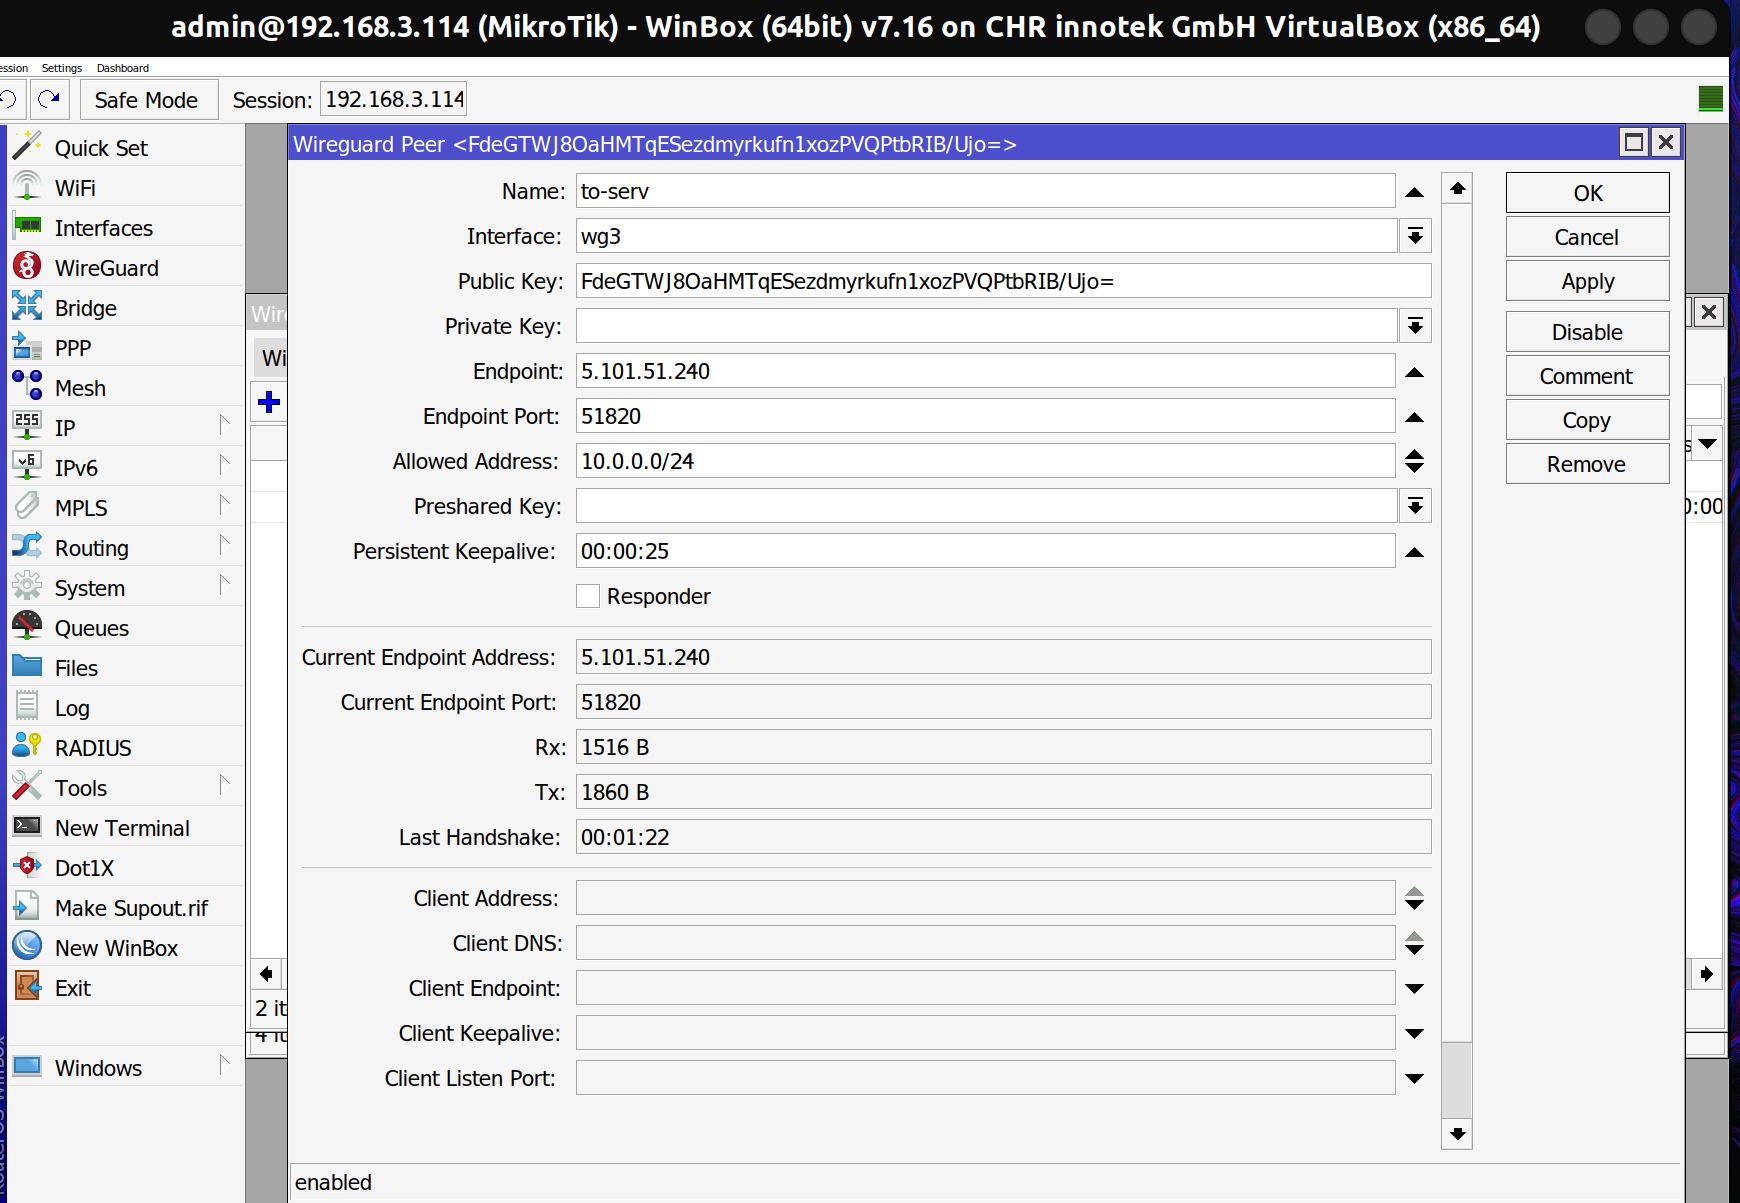 admin@192.168.3.114 (MikroTik) - WinBox (64bit) v7.16 on CHR innotek GmbH VirtualBox (x86_64)
ession Settings Dashboard
Safe Mode Session: 192.168.3.114
Quick Set
WiFi
Interfaces
WireGuard
Bridge
PPP
Mesh
IP
IPv6
MPLS
Routing
System
Queues
Files
Log
RADIUS
Tools
New Terminal
Dot1X
Make Supout.rif
New WinBox
Exit
Windows
Wireguard Peer <FdeGTWJ8OaHMTqESezdmyrkufn1xozPVQPtbRIB/Ujo=>
Name: to-serv
Interface: wg3
Public Key: FdeGTWJ8OaHMTqESezdmyrkufn1xozPVQPtbRIB/Ujo=
Private Key:
Endpoint: 5.101.51.240
Endpoint Port: 51820
Allowed Address: 10.0.0.0/24
Preshared Key:
Persistent Keepalive: 00:00:25
Responder
Current Endpoint Address: 5.101.51.240
Current Endpoint Port: 51820
Rx: 1516 B
Tx: 1860 B
Last Handshake: 00:01:22
Client Address:
Client DNS:
Client Endpoint:
Client Keepalive:
Client Listen Port:
enabled
OK
Cancel
Apply
Disable
Comment
Copy
Remove
Wi
2 it
0:00